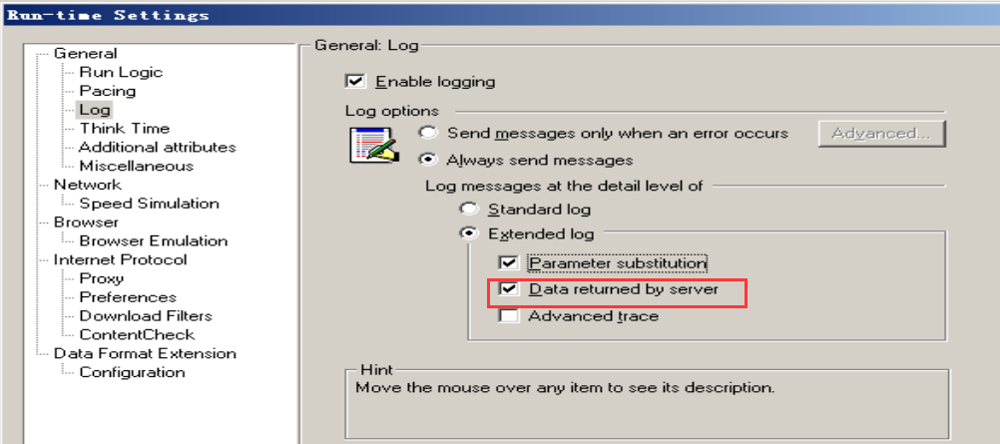 Run-time Settings
General
Run Logic
Pacing
Log
Think Time
Additional attributes
Miscellaneous
Network
Speed Simulation
Browser
Browser Emulation
Internet Protocol
Proxy
Preferences
Download Filters
ContentCheck
Data Format Extension
Configuration
General: Log
Enable logging
Log options
Send messages only when an error occurs
Advanced...
Always send messages
Log messages at the detail level of
Standard log
Extended log
Parameter substitution
Data returned by server
Advanced trace
Hint
Move the mouse over any item to see its description.